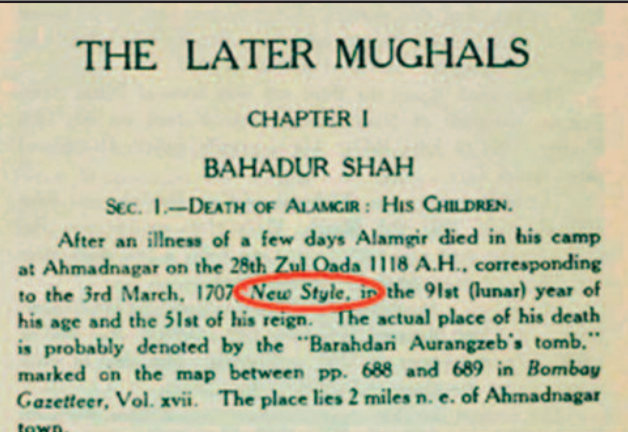 THE LATER MUGHALS
CHAPTER I
BAHADUR SHAH
SEC. 1.—DEATH OF ALAMGIR: HIS CHILDREN.
After an illness of a few days Alamgir died in his camp
at Ahmadnagar on the 28th Zul Qada 1118 A.H., corresponding
to the 3rd March, 1707 New Style, in the 91st (lunar) year of
his age and the 51st of his reign. The actual place of his death
is probably denoted by the "Barahdari Aurangzeb's tomb,"
marked on the map between pp. 688 and 689 in Bombay
Gazetteer, Vol. xvii. The place lies 2 miles n. e. of Ahmadnagar
town.